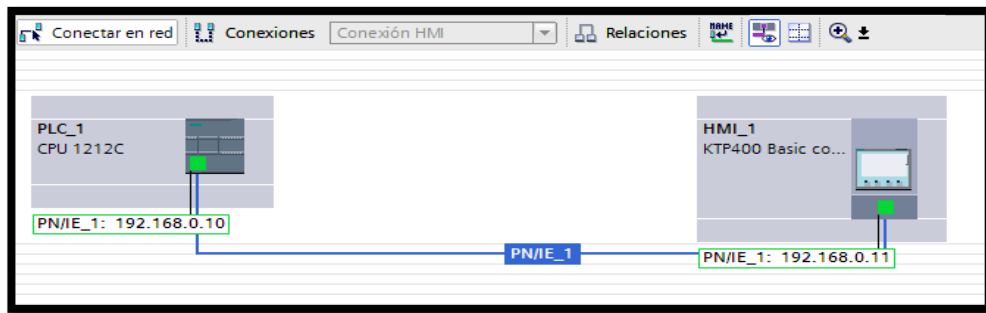 Conectar en red Conexiones Conexión HMI Relaciones NAME
PLC_1
CPU 1212C
HMI_1
KTP400 Basic co...
PN/IE_1: 192.168.0.10
PN/IE_1
PN/IE_1: 192.168.0.11